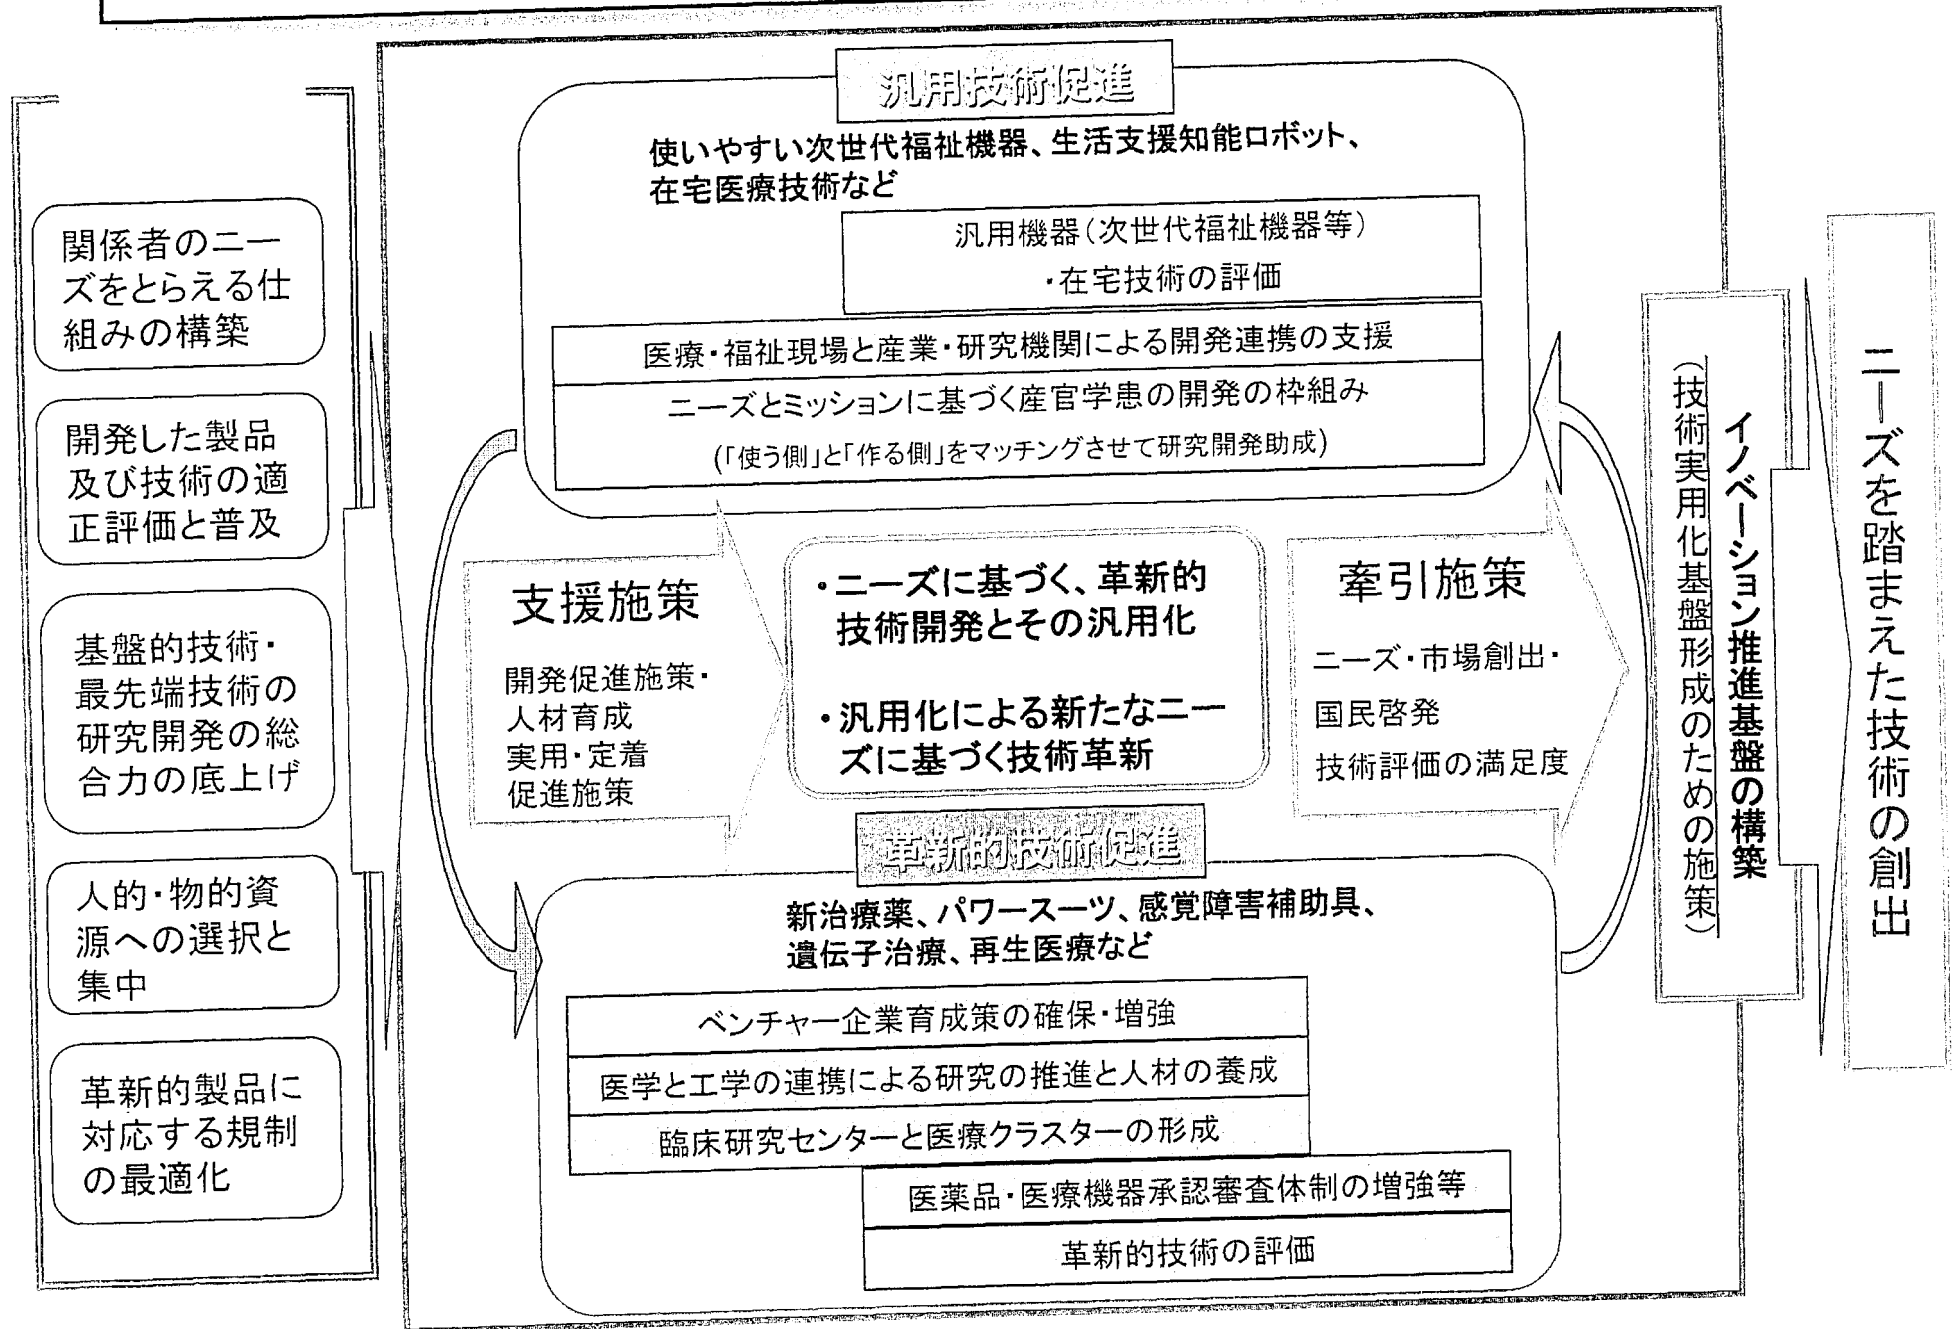 関係者のニー
ズをとらえる仕
組みの構築
開発した製品
及び技術の適
正評価と普及
基盤的技術・
最先端技術の
研究開発の総
合力の底上げ
人的・物的資
源への選択と
集中
革新的製品に
対応する規制
の最適化
汎用技術促進
使いやすい次世代福祉機器、生活支援知能ロボット、
在宅医療技術など
汎用機器(次世代福祉機器等)
・在宅技術の評価
医療・福祉現場と産業・研究機関による開発連携の支援
ニーズとミッションに基づく産官学患の開発の枠組み
(「使う側」と「作る側」をマッチングさせて研究開発助成)
支援施策
開発促進施策・
人材育成
実用・定着
促進施策
・ニーズに基づく、革新的
技術開発とその汎用化
・汎用化による新たなニー
ズに基づく技術革新
牽引施策
ニーズ・市場創出・
国民啓発
技術評価の満足度
革新的技術促進
新治療薬、パワースーツ、感覚障害補助具、
遺伝子治療、再生医療など
ベンチャー企業育成策の確保・増強
医学と工学の連携による研究の推進と人材の養成
臨床研究センターと医療クラスターの形成
医薬品・医療機器承認審査体制の増強等
革新的技術の評価
イノベーション推進基盤の構築
(技術実用化基盤形成のための施策)
ニーズを踏まえた技術の創出